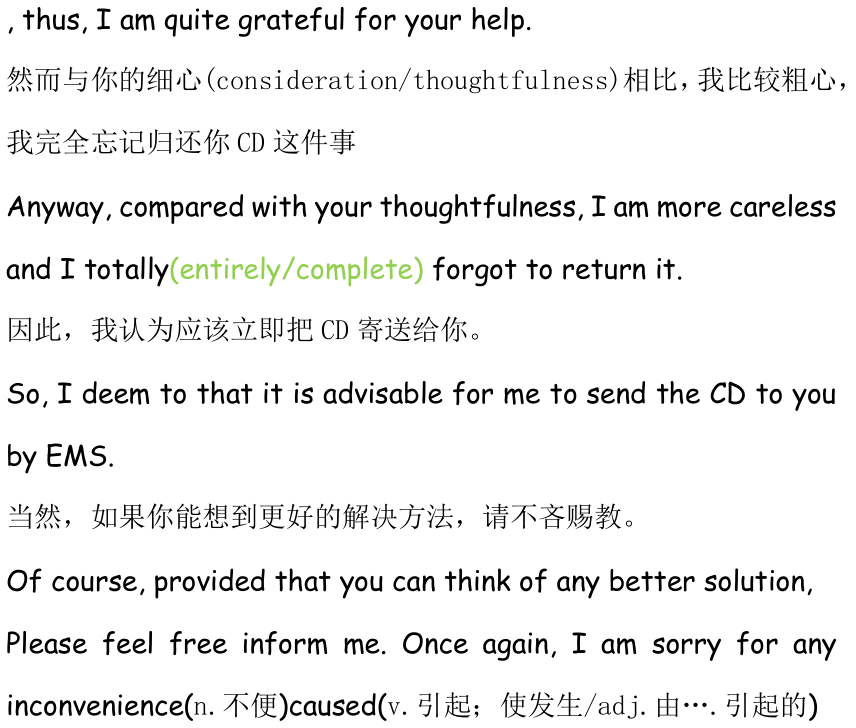 , thus, I am quite grateful for your help.
然而与你的细心(consideration/thoughtfulness)相比，我比较粗心，
我完全忘记归还你 CD 这件事
Anyway, compared with your thoughtfulness, I am more careless
and I totally(entirely/complete) forgot to return it.
因此，我认为应该立即把 CD 寄送给你。
So, I deem to that it is advisable for me to send the CD to you
by EMS.
当然，如果你能想到更好的解决方法，请不吝赐教。
Of course, provided that you can think of any better solution,
Please feel free inform me. Once again, I am sorry for any
inconvenience(n.不便)caused(v.引起；使发生/adj.由….引起的)